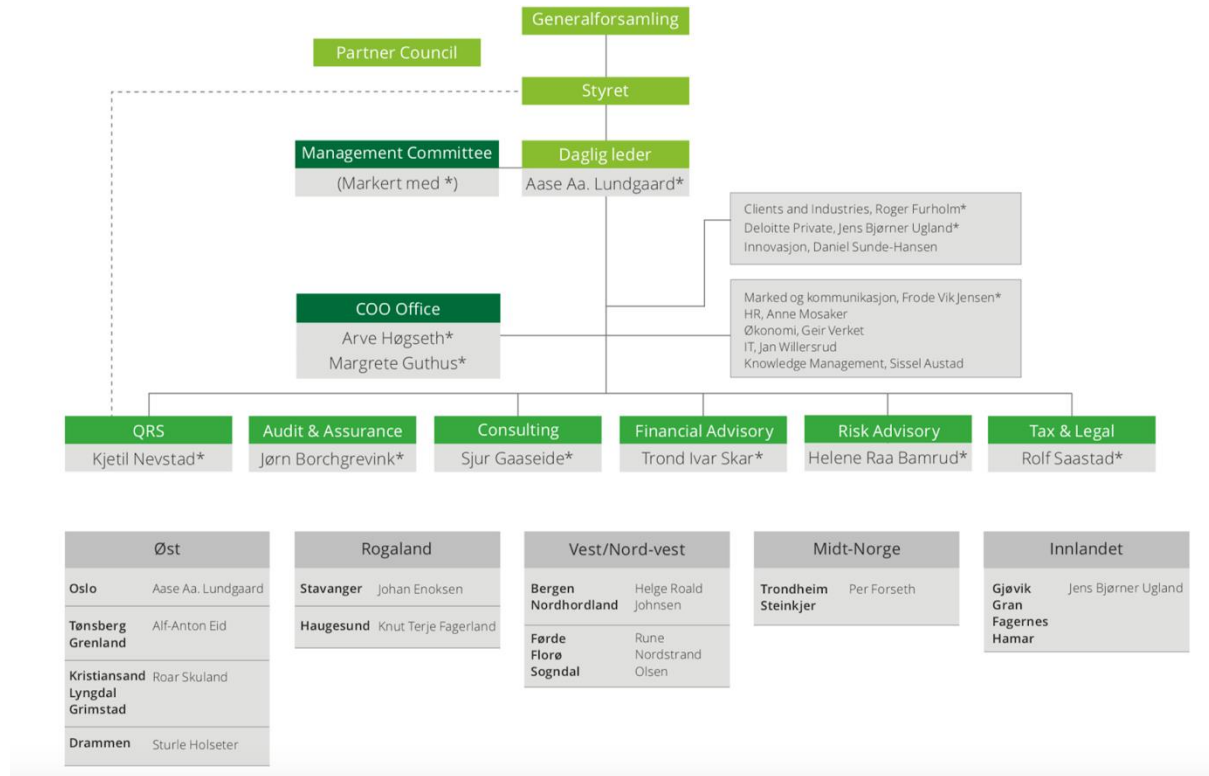 Generalforsamling
Partner Council
Styret
Management Committee
(Markert med *)
Daglig leder
Aase Aa. Lundgaard*
Clients and Industries, Roger Furholm*
Deloitte Private, Jens Bjørner Ugland*
Innovasjon, Daniel Sunde-Hansen
COO Office
Arve Høgseth*
Margrete Guthus*
Marked og kommunikasjon, Frode Vik Jensen*
HR, Anne Mosaker
Økonomi, Geir Verket
IT, Jan Willersrud
Knowledge Management, Sissel Austad
QRS
Kjetil Nevstad*
Audit & Assurance
Jørn Borchgrevink*
Consulting
Sjur Gaaseide*
Financial Advisory
Trond Ivar Skar*
Risk Advisory
Helene Raa Bamrud*
Tax & Legal
Rolf Saastad*
Øst
Oslo Aase Aa. Lundgaard
Tønsberg Alf-Anton Eid
Grenland
Kristiansand Roar Skuland
Lyngdal
Grimstad
Drammen Sturle Holseter
Rogaland
Stavanger Johan Enoksen
Haugesund Knut Terje Fagerland
Vest/Nord-vest
Bergen Helge Roald
Nordhordland Johnsen
Førde Rune
Florø Nordstrand
Sogndal Olsen
Midt-Norge
Trondheim Per Forseth
Steinkjer
Innlandet
Gjøvik Jens Bjørner Ugland
Gran
Fagernes
Hamar